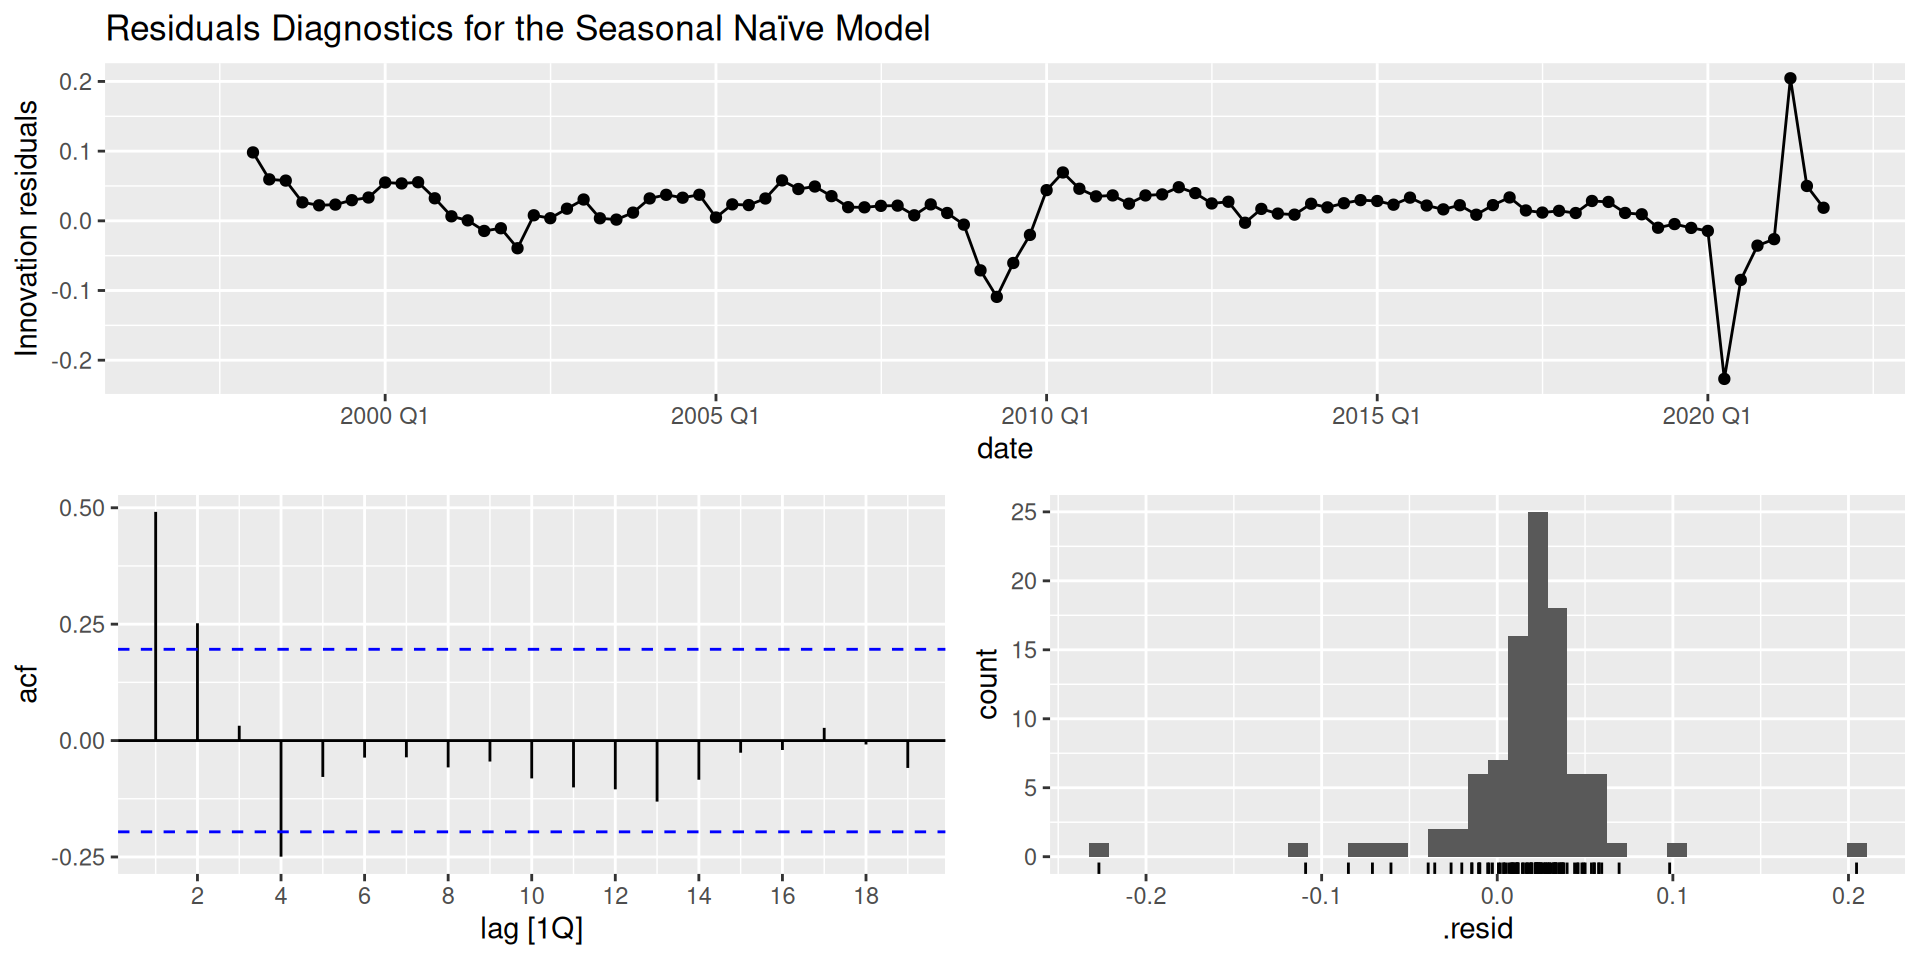 Residuals Diagnostics for the Seasonal Naïve Model
Innovation residuals
0.2
0.1
0.0
-0.1
-0.2
2000 Q1 2005 Q1 2010 Q1 2015 Q1 2020 Q1
date
acf
0.50
0.25
0.00
-0.25
2 4 6 8 10 12 14 16 18
lag [1Q]
count
25
20
15
10
5
0
-0.2 -0.1 0.0 0.1 0.2
.resid